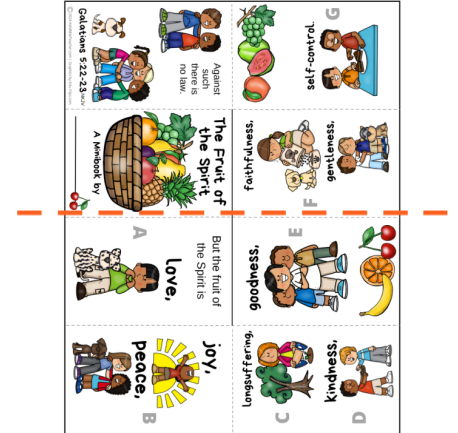 The Fruit of
the Spirit
A Minibook by
A
But the fruit of
the Spirit is
love,
B
joy,
peace,
C
longsuffering,
D
kindness,
E
goodness,
F
faithfulness,
gentleness,
G
self-control.
Against
such
there is
no law.
Galatians 5:22-23 NKJV